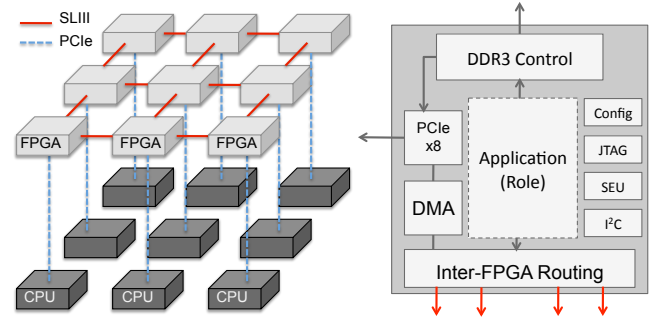 SLIII
PCIe
FPGA
FPGA
FPGA
CPU
CPU
CPU
DDR3 Control
PCIe
x8
DMA
Application
(Role)
Config
JTAG
SEU
I²C
Inter-FPGA Routing